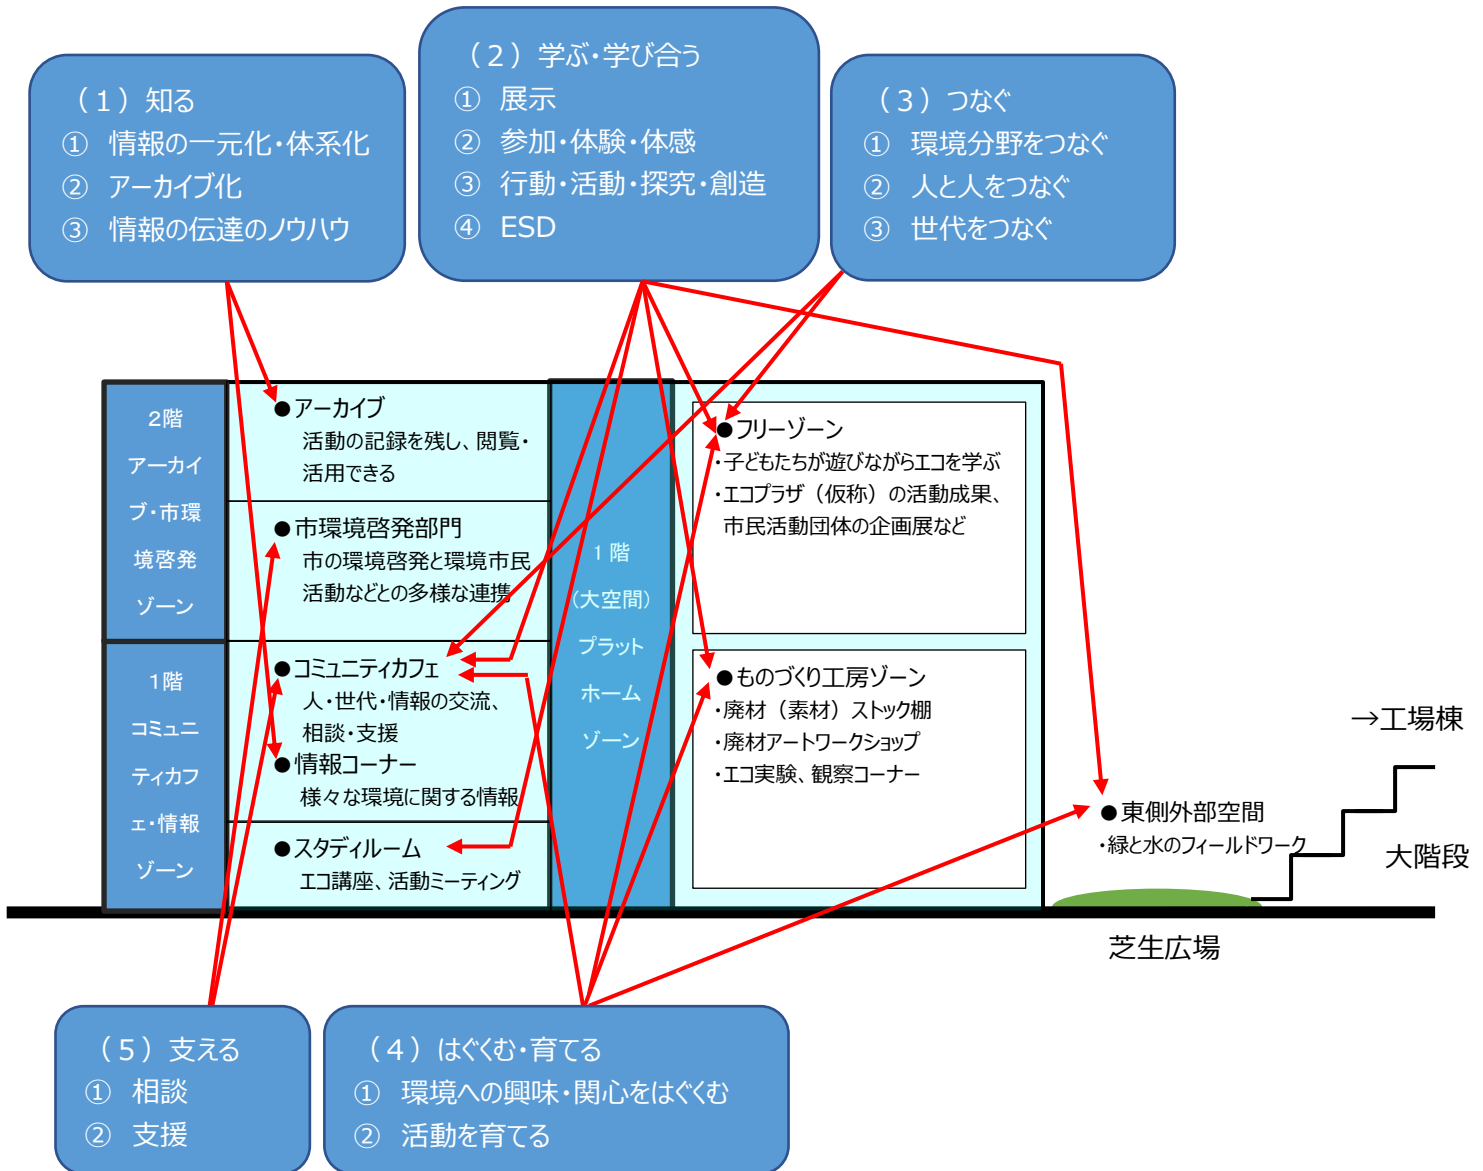 （１）知る
① 情報の一元化・体系化
② アーカイブ化
③ 情報の伝達のノウハウ
（２）学ぶ・学び合う
① 展示
② 参加・体験・体感
③ 行動・活動・探究・創造
④ ESD
（３）つなぐ
① 環境分野をつなぐ
② 人と人をつなぐ
③ 世代をつなぐ
２階
アーカイ
ブ・市環
境啓発
ゾーン
●アーカイブ
活動の記録を残し、閲覧・
活用できる
●市環境啓発部門
市の環境啓発と環境市民
活動などとの多様な連携
１階
コミュニ
ティカフ
ェ・情報
ゾーン
●コミュニティカフェ
人・世代・情報の交流、
相談・支援
●情報コーナー
様々な環境に関する情報
●スタディルーム
エコ講座、活動ミーティング
１階
（大空間）
プラット
ホーム
ゾーン
●フリーゾーン
・子どもたちが遊びながらエコを学ぶ
・エコプラザ（仮称）の活動成果、
市民活動団体の企画展など
●ものづくり工房ゾーン
・廃材（素材）ストック棚
・廃材アートワークショップ
・エコ実験、観察コーナー
→工場棟
●東側外部空間
・緑と水のフィールドワーク
大階段
芝生広場
（５）支える
① 相談
② 支援
（４）はぐくむ・育てる
① 環境への興味・関心をはぐくむ
② 活動を育てる